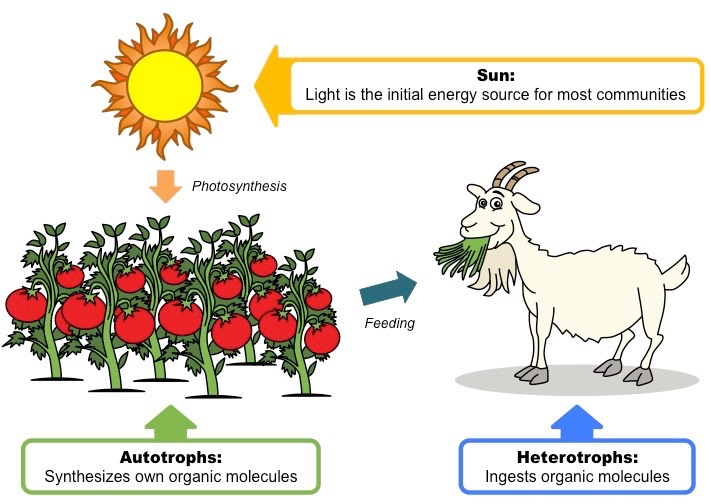 Sun:
Light is the initial energy source for most communities
Photosynthesis
Feeding
Autotrophs:
Synthesizes own organic molecules
Heterotrophs:
Ingests organic molecules